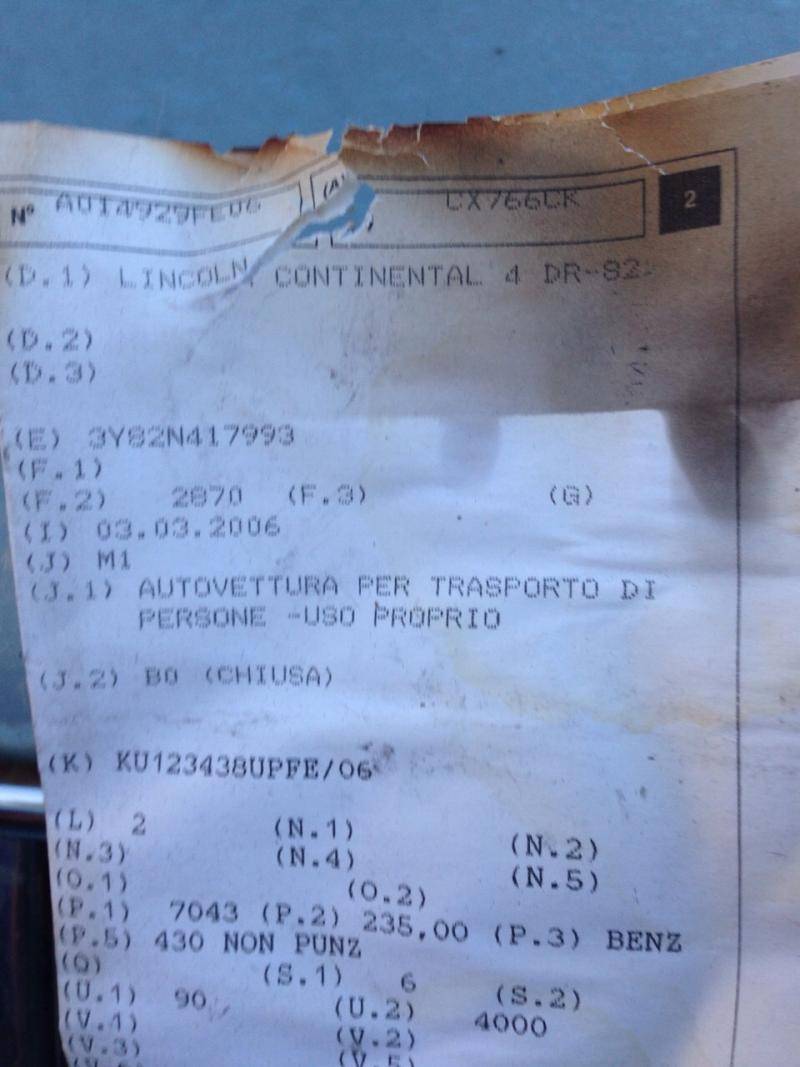 Nº AU14929FE06 (A) CX766CK 2
(D.1) LINCOLN, CONTINENTAL 4 DR-82
(D.2)
(D.3)
(E) 3Y82N417993
(F.1)
(F.2) 2870 (F.3) (G)
(I) 03.03.2006
(J) M1
(J.1) AUTOVETTURA PER TRASPORTO DI
PERSONE -USO PROPRIO
(J.2) B0 (CHIUSA)
(K) KU123438UPFE/06
(L) 2 (N.1) (N.2)
(N.3) (N.4) (N.5)
(O.1) (O.2)
(P.1) 7043 (P.2) 235,00 (P.3) BENZ
(P.5) 430 NON PUNZ
(Q) (S.1) 6 (S.2)
(U.1) 90 (U.2) 4000
(V.1) (V.2)
(V.3) (V.5)